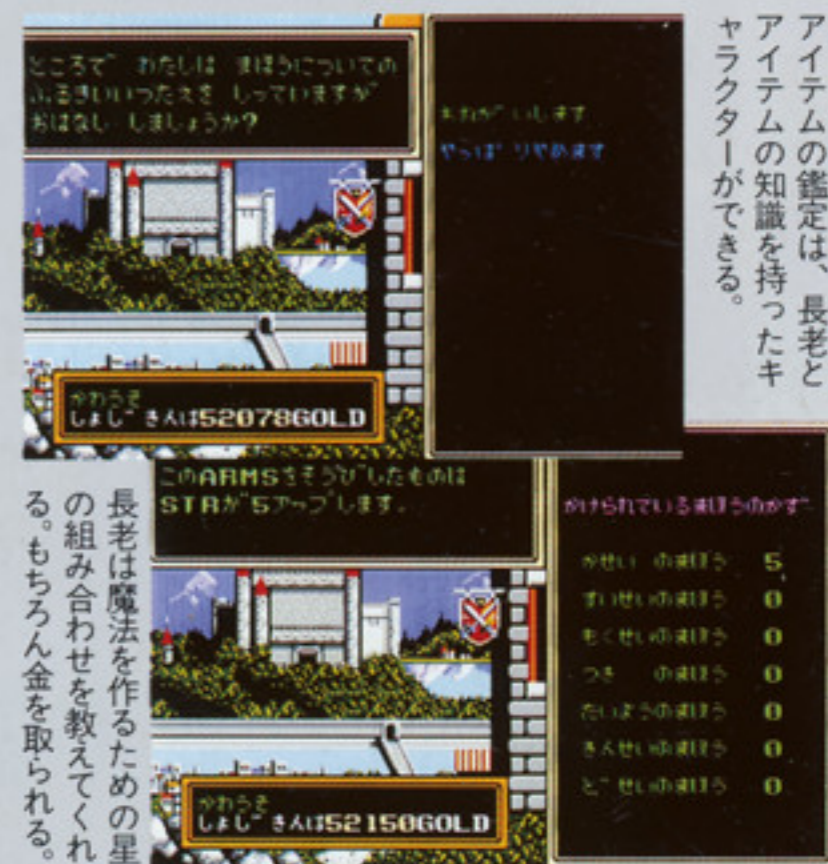 アイテムの鑑定は、長老と
アイテムの知識を持ったキ
ャラクターができる。
ところで゛ わたしは まほうについての
ふるきいいつたえを しっていますが
おはなし しましょうか?
おねか゛いします
やっは゜りやめます
かわうそ
しょし゛きんは52078GOLD
このARMSをそうひ゛したものは
STRが5アップします。
かけられているまほうのかす゛
かせい のまほう 5
すいせいのまほう 0
もくせいのまほう 0
つき のまほう 0
たいようのまほう 0
きんせいのまほう 0
と゛せいのまほう 0
かわうそ
しょし゛きんは52150GOLD
長老は魔法を作るための星
の組み合わせを教えてくれ
る。もちろん金を取られる。